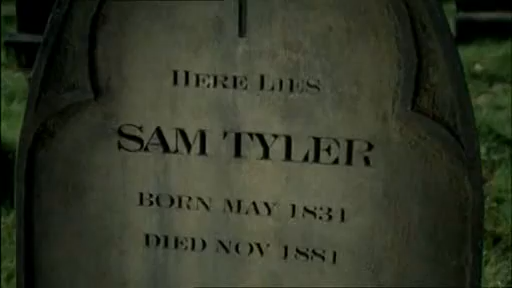 HERE LIES
SAM TYLER
BORN MAY 1831
DIED NOV 1881